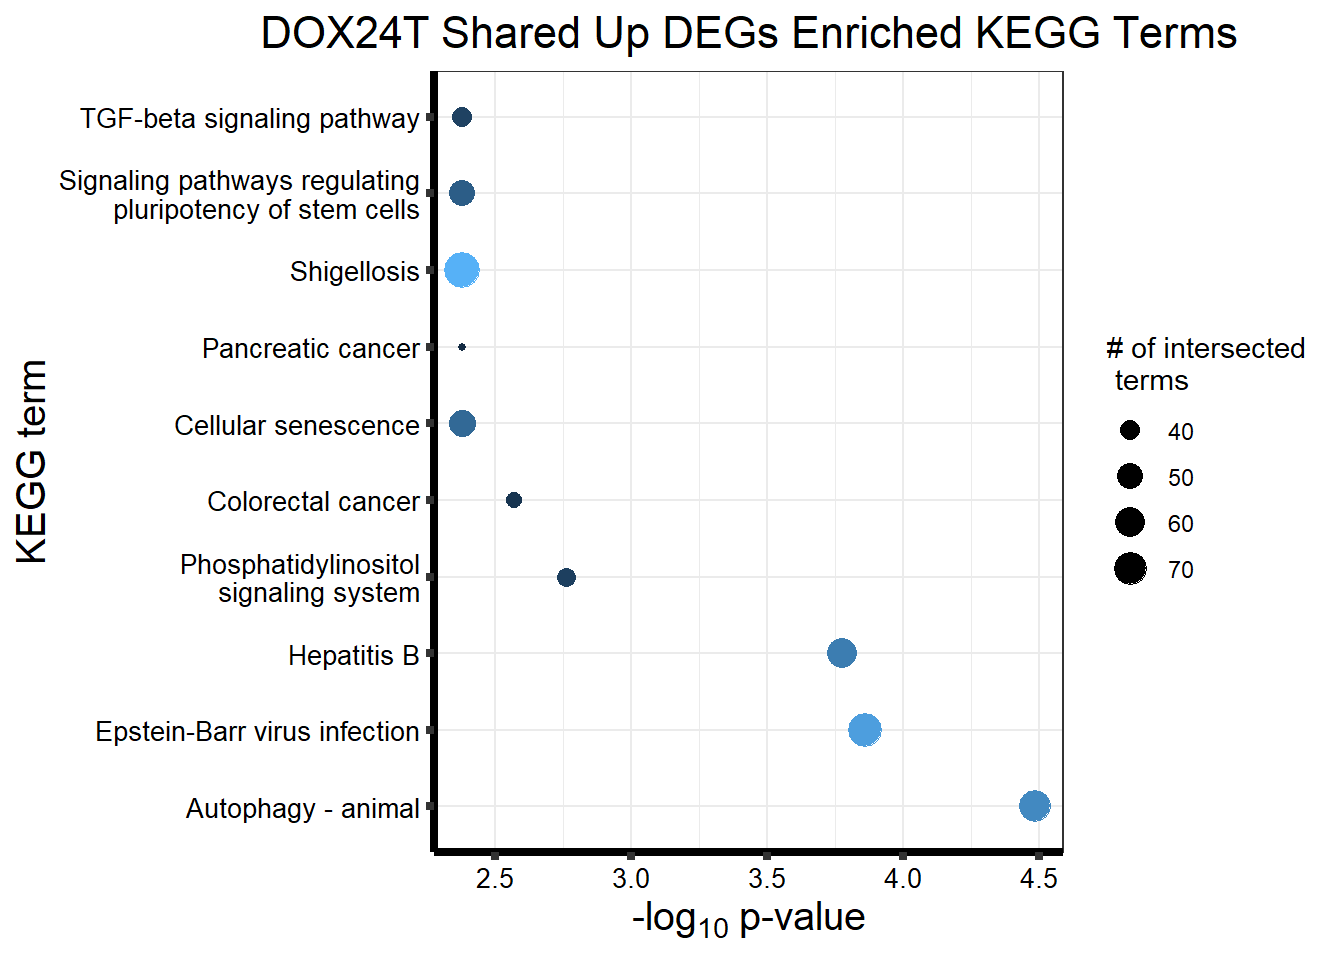 DOX24T Shared Up DEGs Enriched KEGG Terms
TGF-beta signaling pathway
Signaling pathways regulating
pluripotency of stem cells
Shigellosis
Pancreatic cancer
Cellular senescence
Colorectal cancer
Phosphatidylinositol
signaling system
Hepatitis B
Epstein-Barr virus infection
Autophagy - animal
KEGG term
2.5 3.0 3.5 4.0 4.5
-log10 p-value
# of intersected
terms
40
50
60
70